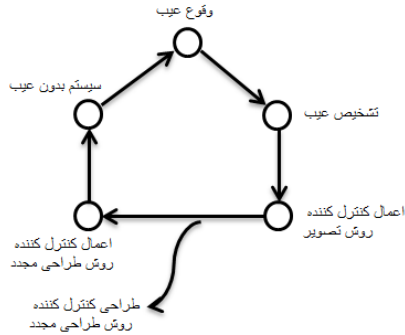 وقوع عیب
سیستم بدون عیب
تشخیص عیب
اعمال کنترل کننده
روش تصویر
اعمال کنترل کننده
روش طراحی مجدد
طراحی کنترل کننده
روش طراحی مجدد